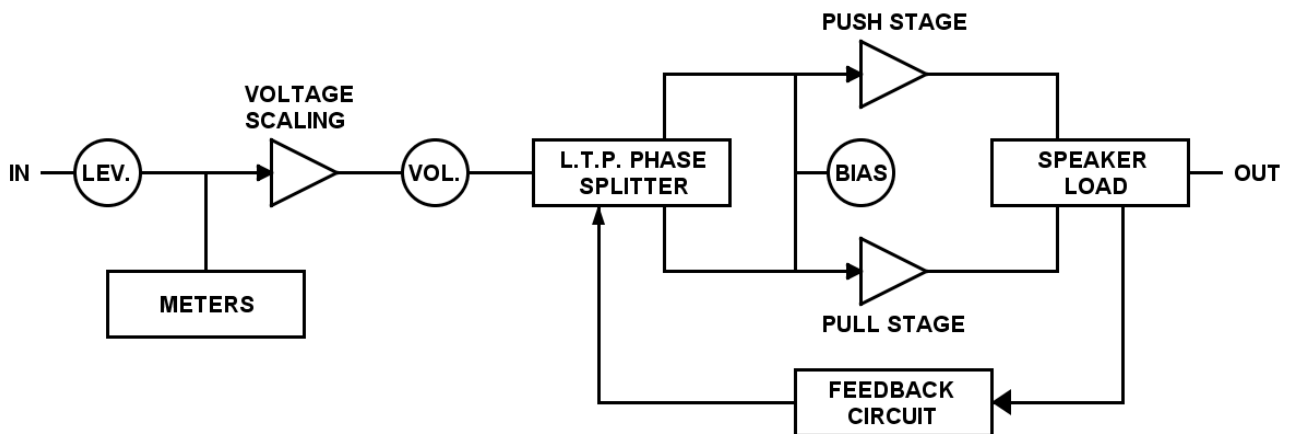 PUSH STAGE
VOLTAGE
SCALING
IN
LEV.
VOL.
L.T.P. PHASE
SPLITTER
BIAS
SPEAKER
LOAD
OUT
METERS
PULL STAGE
FEEDBACK
CIRCUIT